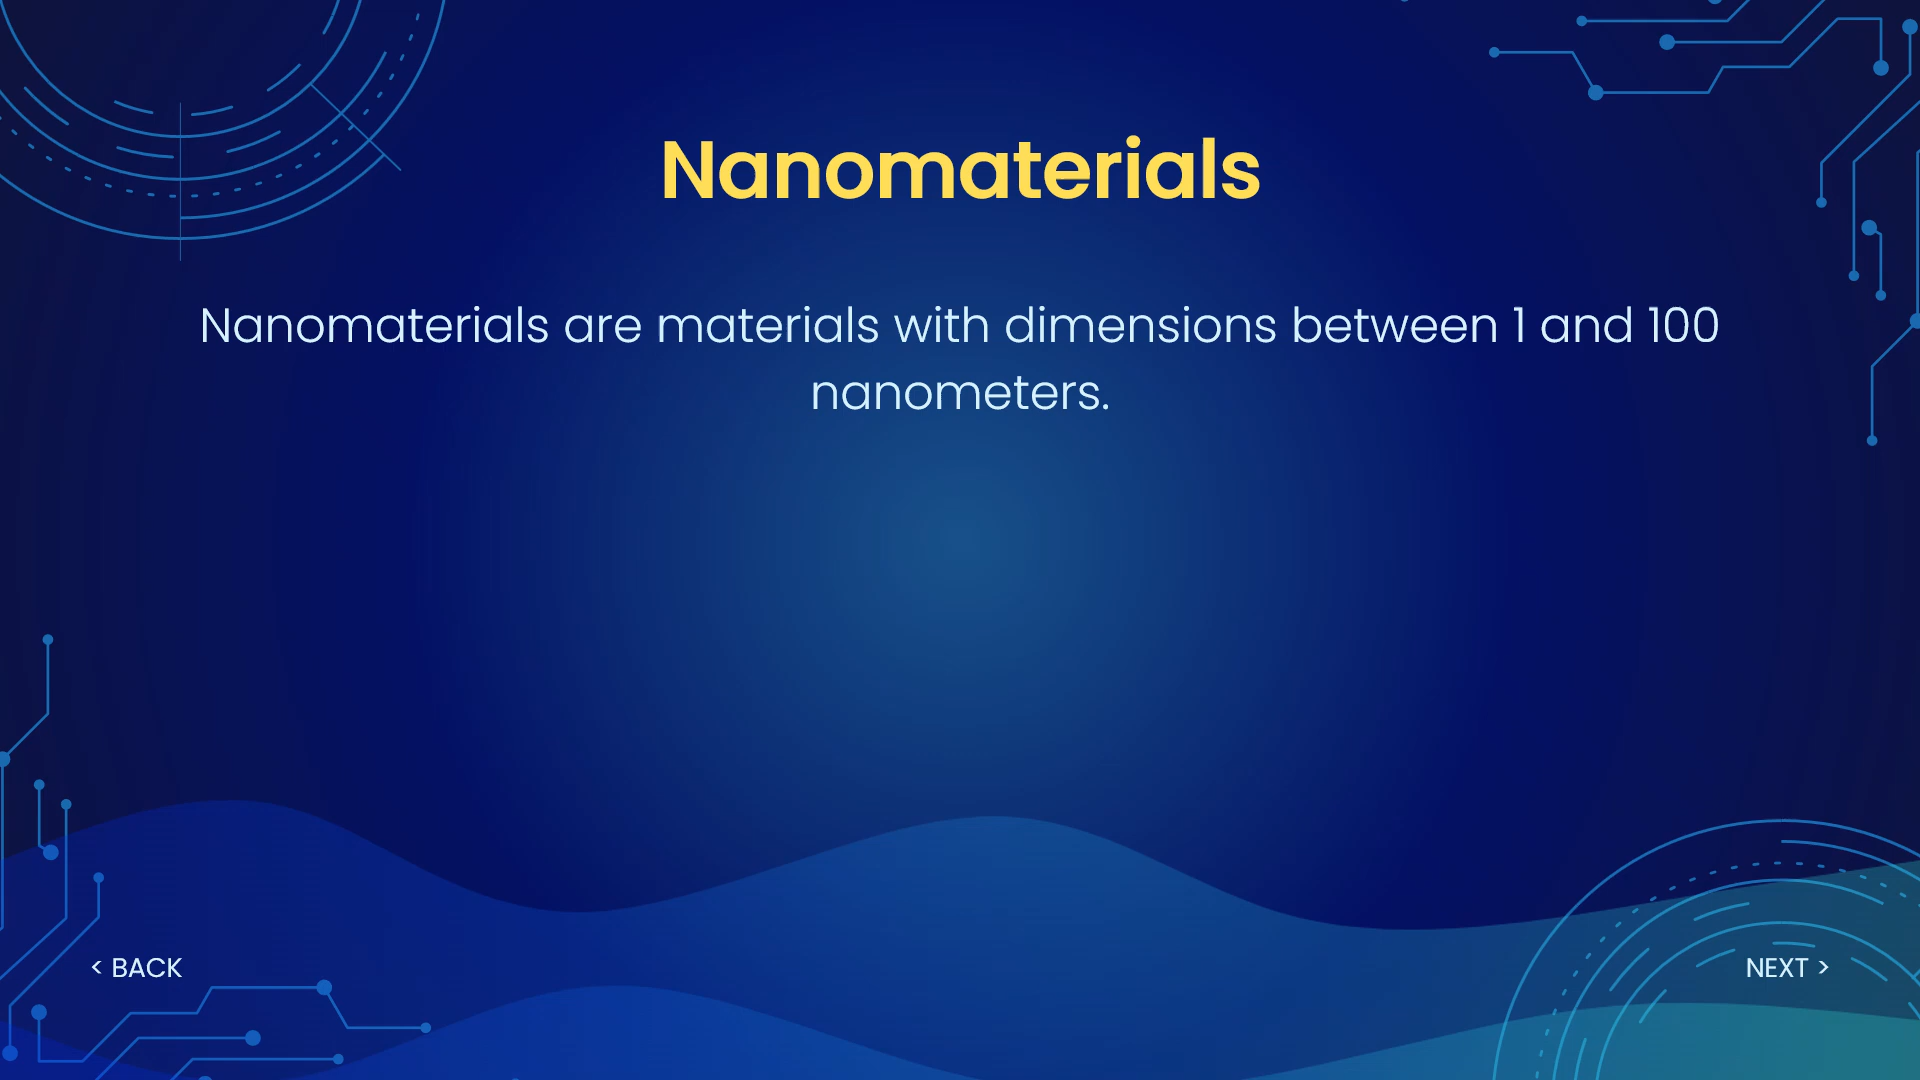 Nanomaterials
Nanomaterials are materials with dimensions between 1 and 100
nanometers.
< BACK
NEXT >